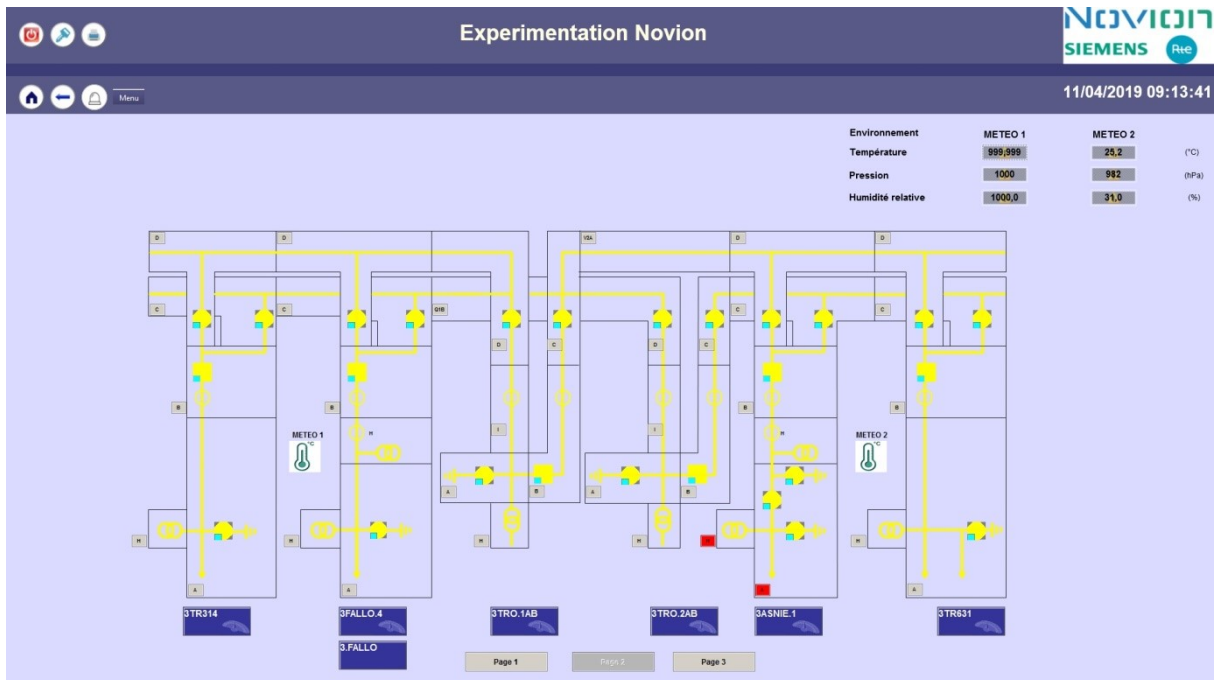 Experimentation Novion
NOVION
SIEMENS Rte
Menu
11/04/2019 09:13:41
Environnement METEO 1 METEO 2
Température 999,999 25,2 (°C)
Pression 1000 982 (hPa)
Humidité relative 1000,0 31,0 (%)
D D V2A D D
C C G1B C C
D C D C
B B B B
I I
METEO 1 H H METEO 2
°C °C
A B A B
H H H H H
A A A
3TR314 3FALLO.4 3TRO.1AB 3TRO.2AB 3ASNIE.1 3TR631
3.FALLO
Page 1 Page 2 Page 3